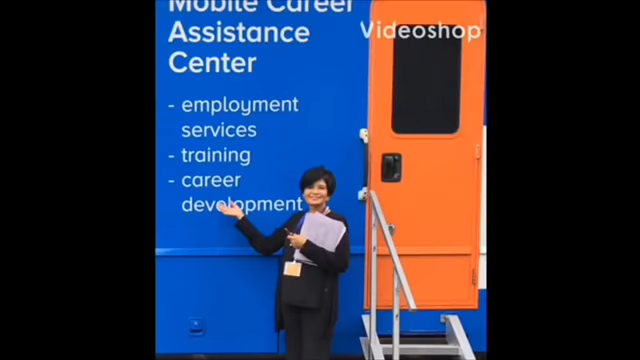 Mobile Career
Assistance
Center
- employment
services
- training
- career
development
Videoshop